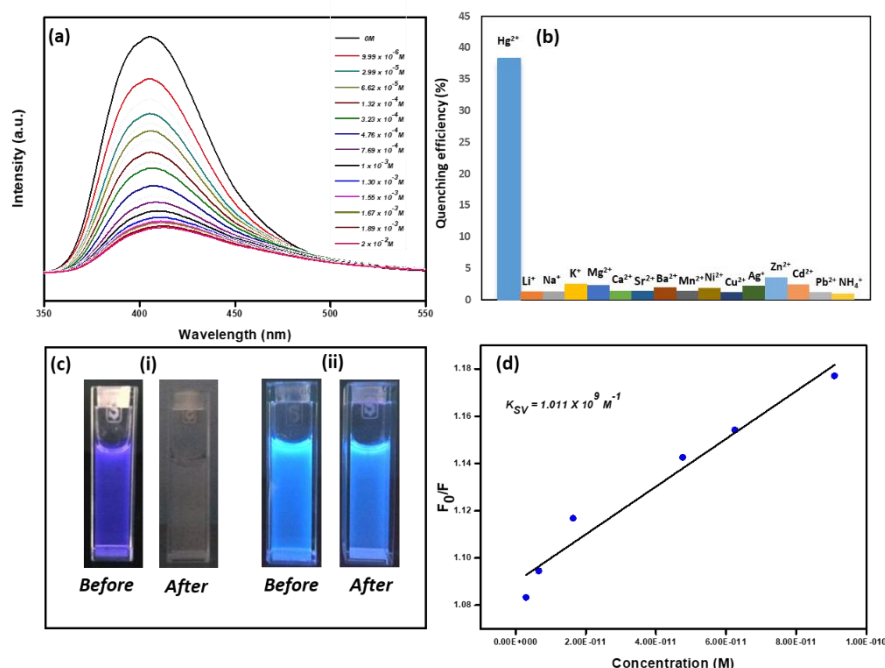 (a)
0M
9.99 x 10⁻⁶M
2.99 x 10⁻⁵M
6.62 x 10⁻⁵M
1.32 x 10⁻⁴M
3.23 x 10⁻⁴M
4.76 x 10⁻⁴M
7.69 x 10⁻⁴M
1 x 10⁻³M
1.30 x 10⁻³M
1.55 x 10⁻³M
1.67 x 10⁻³M
1.89 x 10⁻³M
2 x 10⁻²M
Intensity (a.u.)
350 400 450 500 550
Wavelength (nm)
(b)
Quenching efficiency (%)
45
40
35
30
25
20
15
10
5
0
Hg²⁺ Li⁺ Na⁺ K⁺ Mg²⁺ Ca²⁺ Sr²⁺ Ba²⁺ Mn²⁺ Ni²⁺ Cu²⁺ Ag⁺ Zn²⁺ Cd²⁺ Pb²⁺ NH₄⁺
(c) (i) (ii)
Before After Before After
(d)
K_SV = 1.011 X 10⁹ M⁻¹
F₀/F
1.18
1.16
1.14
1.12
1.10
1.08
0.00E+000 2.00E-011 4.00E-011 6.00E-011 8.00E-011 1.00E-010
Concentration (M)